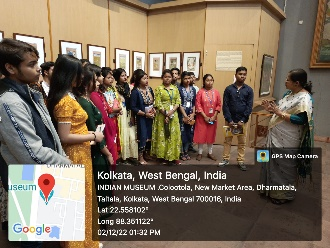 GPS Map Camera
Kolkata, West Bengal, India
INDIAN MUSEUM ,Colootola, New Market Area, Dharmatala,
Taltala, Kolkata, West Bengal 700016, India
Lat 22.558102°
Long 88.361122°
02/12/22 01:32 PM
useum
Google